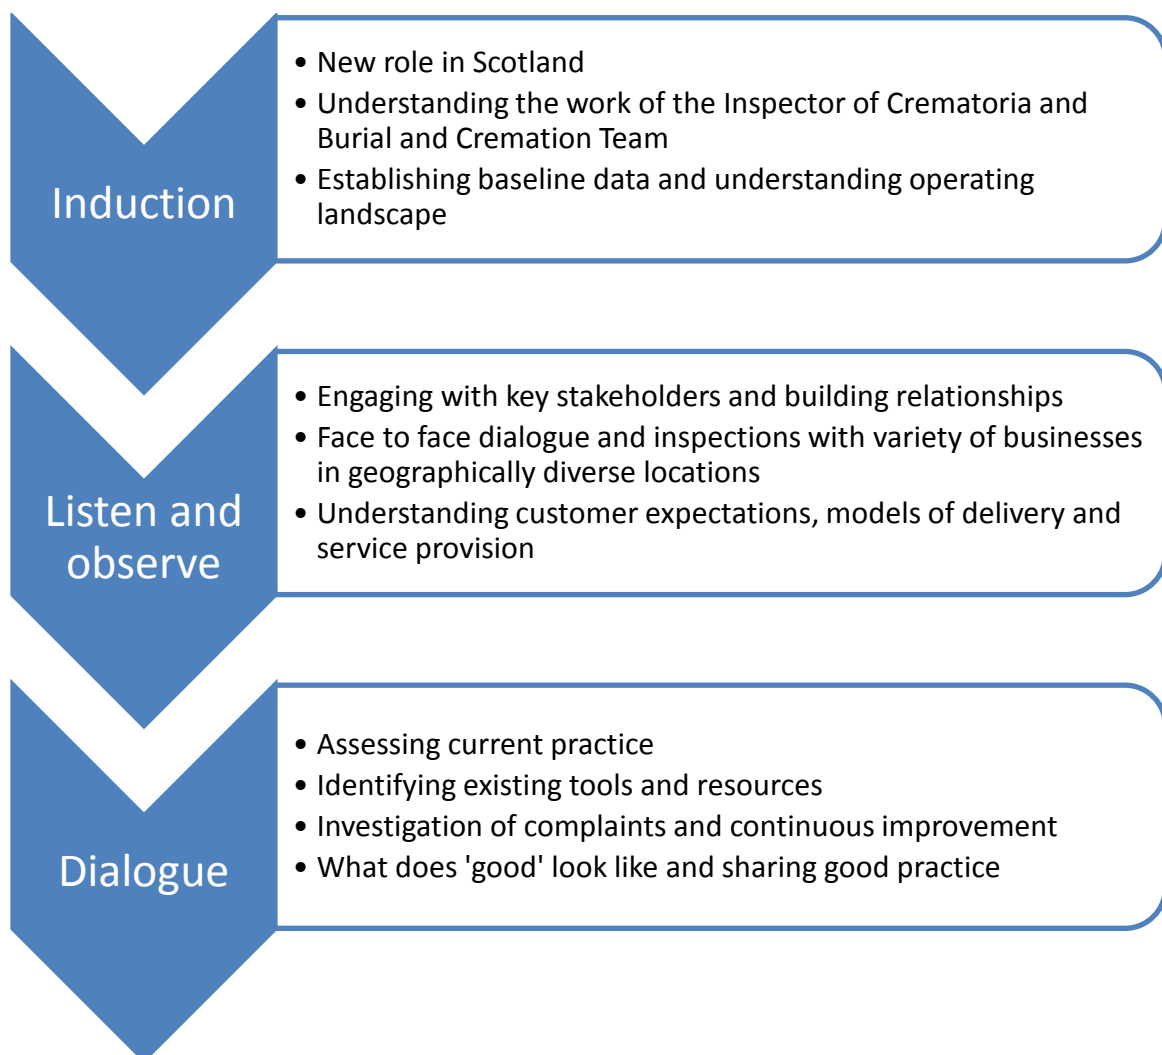 Induction
• New role in Scotland
• Understanding the work of the Inspector of Crematoria and
Burial and Cremation Team
• Establishing baseline data and understanding operating
landscape
Listen and
observe
• Engaging with key stakeholders and building relationships
• Face to face dialogue and inspections with variety of businesses
in geographically diverse locations
• Understanding customer expectations, models of delivery and
service provision
Dialogue
• Assessing current practice
• Identifying existing tools and resources
• Investigation of complaints and continuous improvement
• What does 'good' look like and sharing good practice